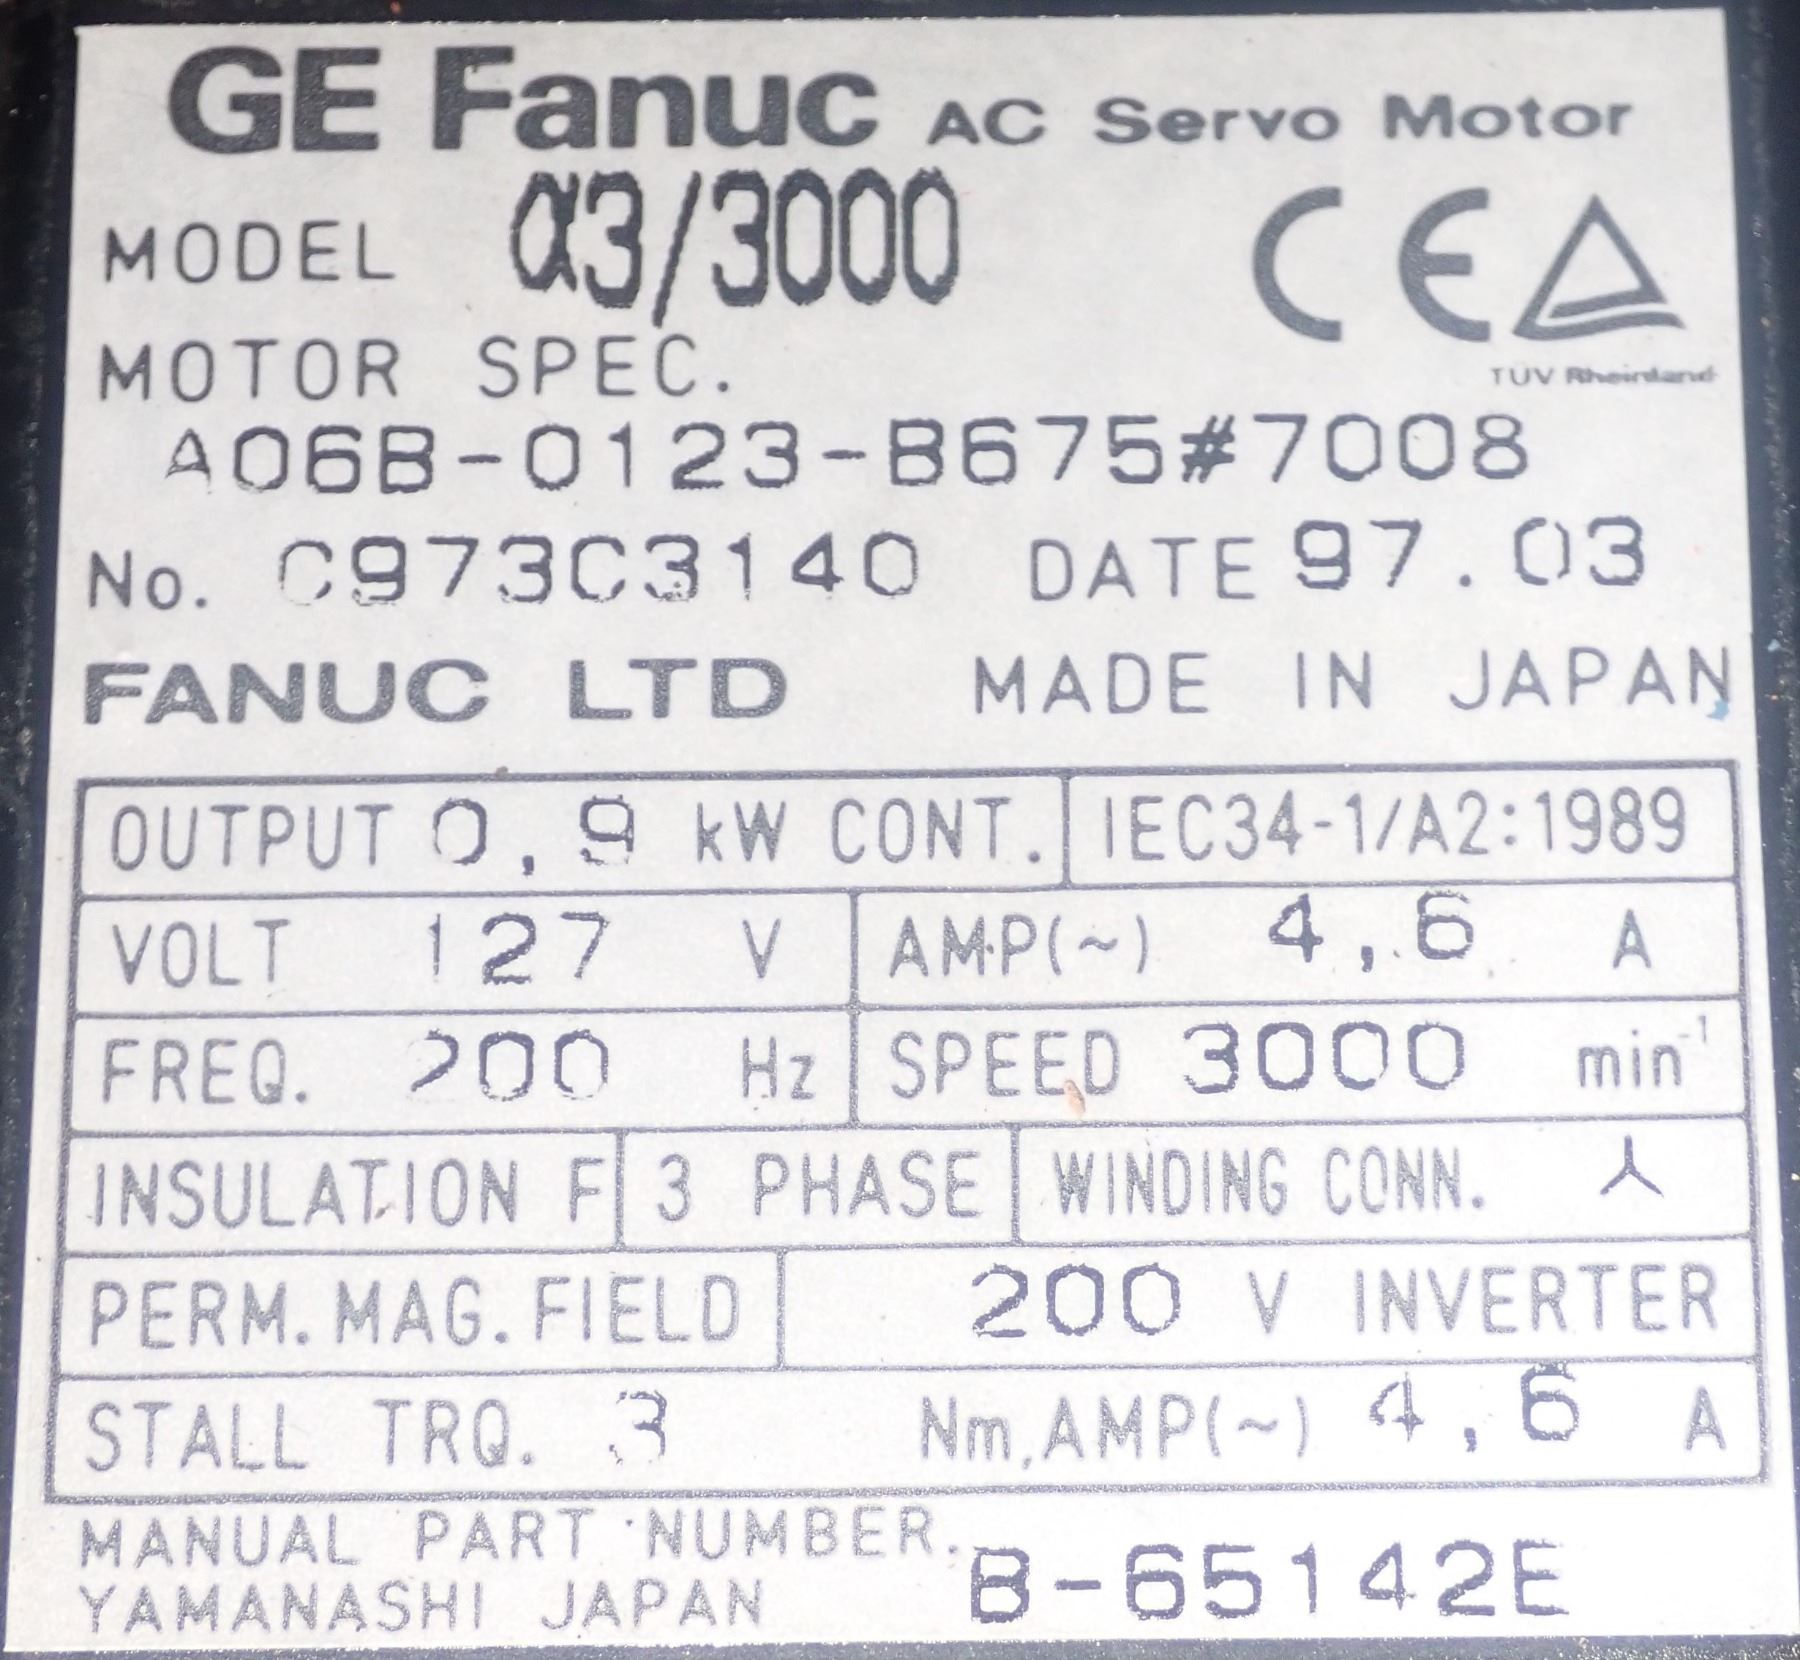 GE Fanuc AC Servo Motor
MODEL α3/3000
CE
TÜV Rheinland
MOTOR SPEC.
A06B-0123-B675#7008
No. C973C3140 DATE 97.03
FANUC LTD MADE IN JAPAN
OUTPUT 0,9 kW CONT. IEC34-1/A2:1989
VOLT 127 V AMP(~) 4,6 A
FREQ. 200 Hz SPEED 3000 min⁻¹
INSULATION F 3 PHASE WINDING CONN. ⅄
PERM. MAG. FIELD 200 V INVERTER
STALL TRQ. 3 Nm, AMP(~) 4,6 A
MANUAL PART NUMBER. B-65142E
YAMANASHI JAPAN